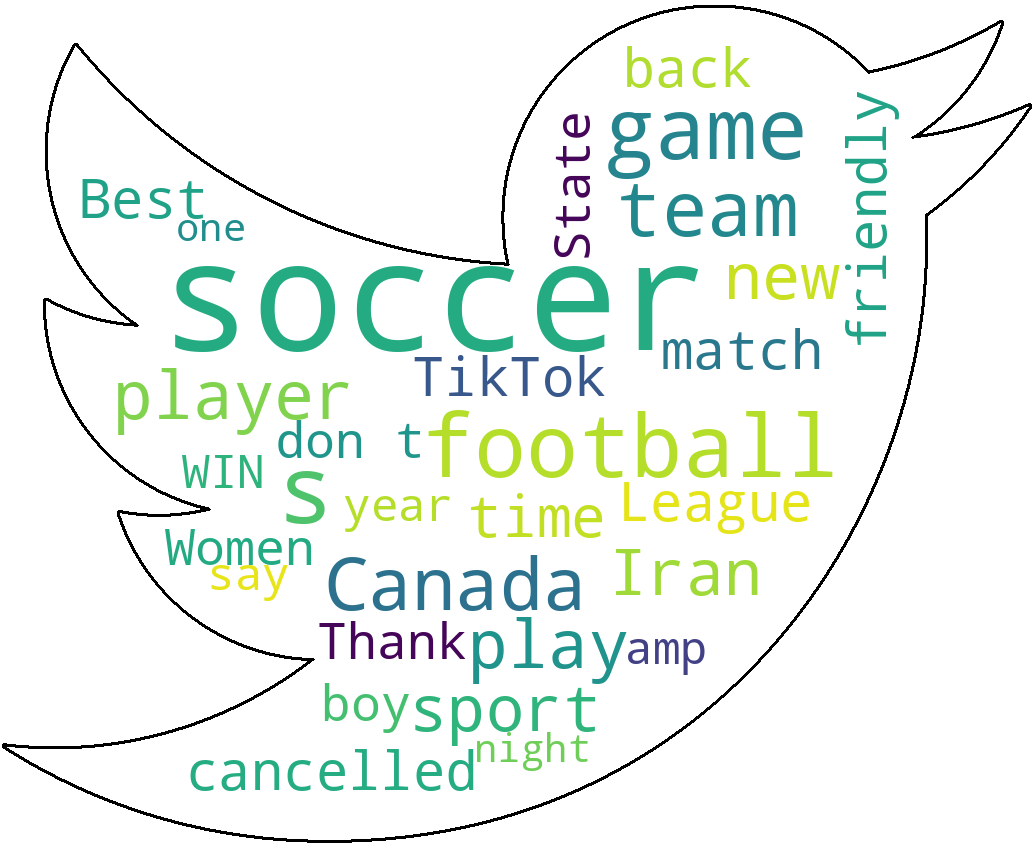 back
game
State
friendly
team
Best
one
soccer
new
match
TikTok
player
football
don t
WIN
s
year
time
League
Women
say
Canada
Iran
Thank
play
amp
boy
sport
night
cancelled